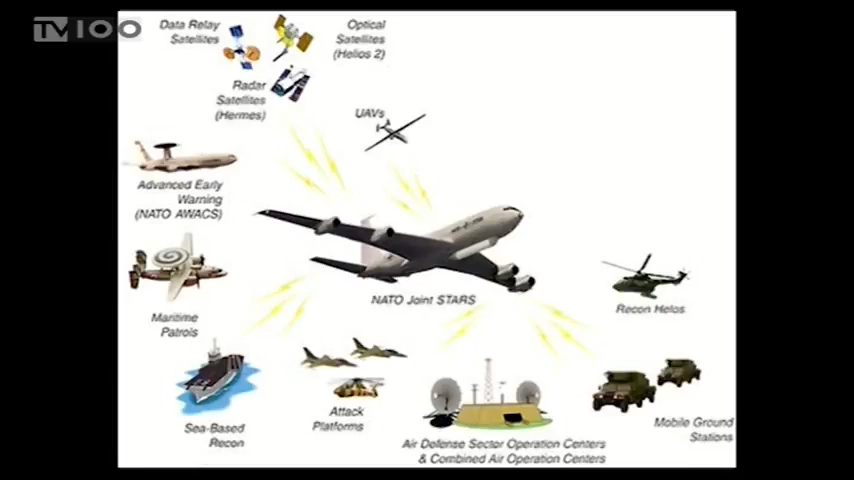 TV100
Data Relay
Satellites
Optical
Satellites
(Helios 2)
Radar
Satellites
(Hermes)
UAVs
Advanced Early
Warning
(NATO AWACS)
NATO Joint STARS
Recon Helos
Maritime
Patrols
Sea-Based
Recon
Attack
Platforms
Air Defense Sector Operation Centers
& Combined Air Operation Centers
Mobile Ground
Stations